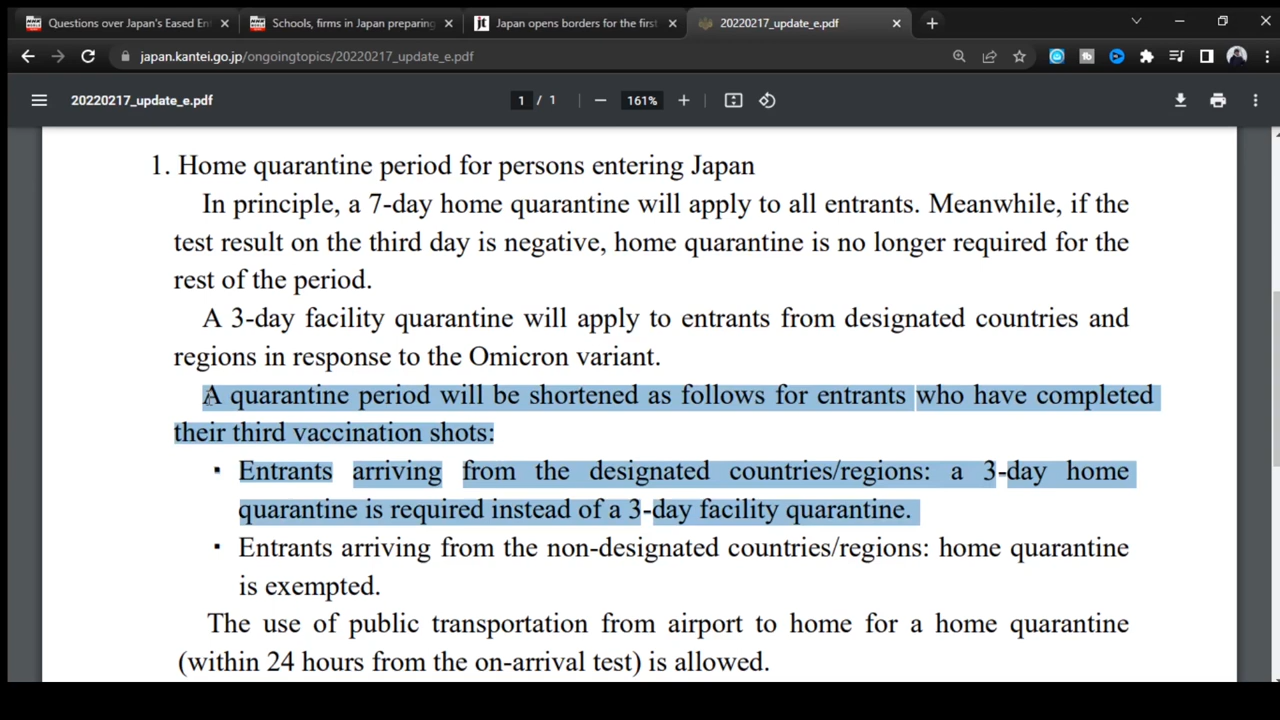 Questions over Japan's Eased Ent
Schools, firms in Japan preparing
jt
Japan opens borders for the first
20220217_update_e.pdf
japan.kantei.go.jp/ongoingtopics/20220217_update_e.pdf
20220217_update_e.pdf
1 / 1
161%
1. Home quarantine period for persons entering Japan
In principle, a 7-day home quarantine will apply to all entrants. Meanwhile, if the
test result on the third day is negative, home quarantine is no longer required for the
rest of the period.
A 3-day facility quarantine will apply to entrants from designated countries and
regions in response to the Omicron variant.
A quarantine period will be shortened as follows for entrants who have completed
their third vaccination shots:
▪ Entrants arriving from the designated countries/regions: a 3-day home
quarantine is required instead of a 3-day facility quarantine.
▪ Entrants arriving from the non-designated countries/regions: home quarantine
is exempted.
The use of public transportation from airport to home for a home quarantine
(within 24 hours from the on-arrival test) is allowed.